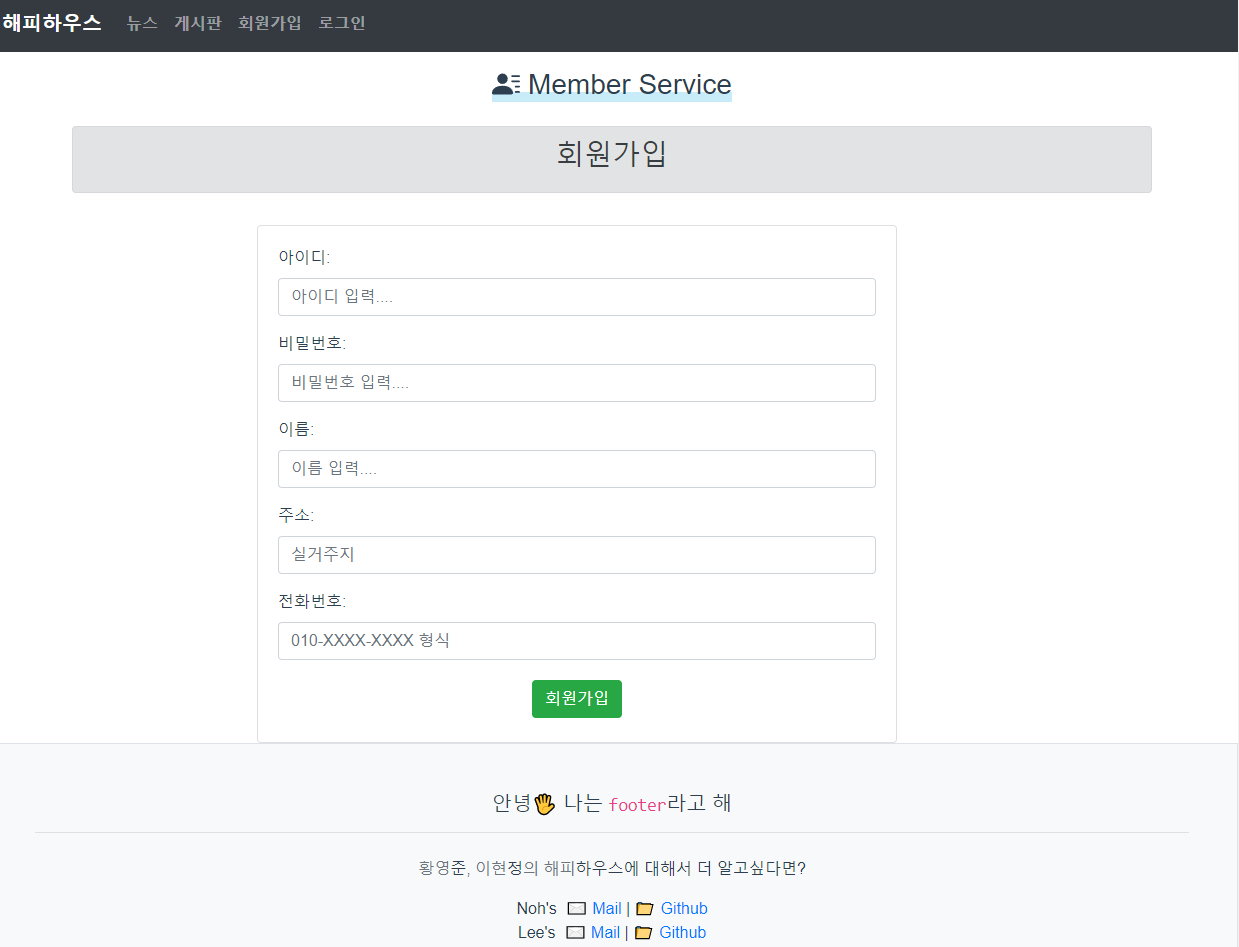 해피하우스 뉴스 게시판 회원가입 로그인
Member Service
회원가입
아이디:
아이디 입력....
비밀번호:
비밀번호 입력....
이름:
이름 입력....
주소:
실거주지
전화번호:
010-XXXX-XXXX 형식
회원가입
안녕🖐 나는 footer라고 해
황영준, 이현정의 해피하우스에 대해서 더 알고싶다면?
Noh's Mail | Github
Lee's Mail | Github